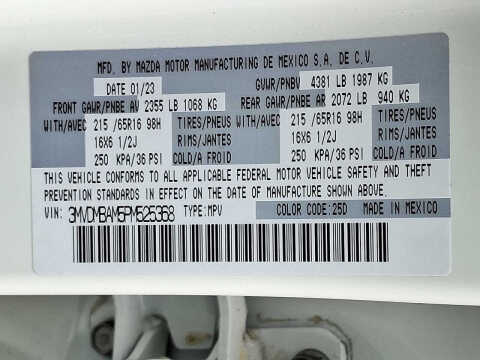 MFD. BY MAZDA MOTOR MANUFACTURING DE MEXICO S.A. DE C.V.
DATE 01/23 GVWR/PNBV 4381 LB 1987 KG
FRONT GAWR/PNBE AV 2355 LB 1068 KG REAR GAWR/PNBE AR 2072 LB 940 KG
WITH/AVEC 215 /65R16 98H TIRES/PNEUS WITH/AVEC 215 /65R16 98H TIRES/PNEUS
16X6 1/2J RIMS/JANTES 16X6 1/2J RIMS/JANTES
250 KPA/36 PSI COLD/A FROID 250 KPA/36 PSI COLD/A FROID
THIS VEHICLE CONFORMS TO ALL APPLICABLE FEDERAL MOTOR VEHICLE SAFETY AND THEFT
PREVENTION STANDARDS IN EFFECT ON THE DATE OF MANUFACTURE SHOWN ABOVE.
VIN: 3MVDMBAM5PM525368 TYPE:MPV COLOR CODE:25D MADE IN MEXICO